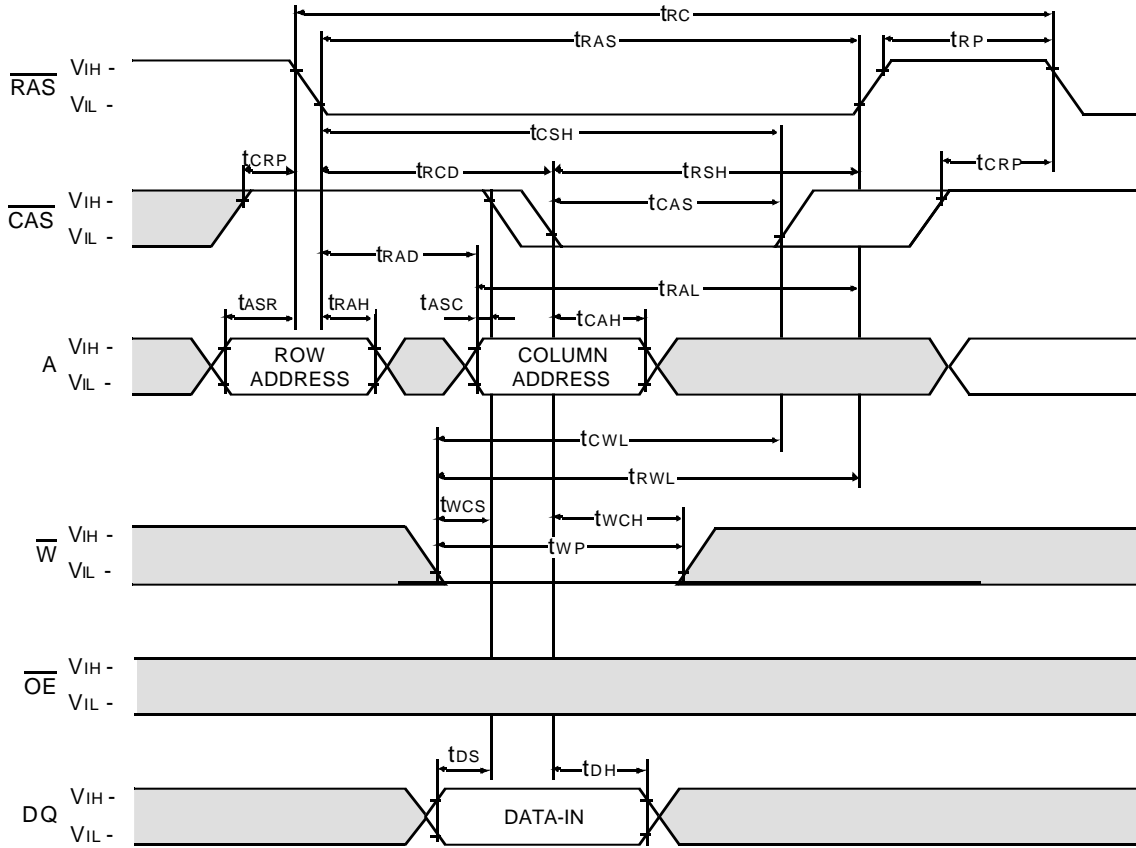 tRC
tRAS
tRP
RAS
VIH -
VIL -
tCSH
tCRP
tRCD
tRSH
tCRP
CAS
VIH -
VIL -
tCAS
tRAD
tRAL
tASR
tRAH
tASC
tCAH
A
VIH -
VIL -
ROW
ADDRESS
COLUMN
ADDRESS
tCWL
tRWL
tWCS
tWCH
tWP
W
VIH -
VIL -
OE
VIH -
VIL -
tDS
tDH
DQ
VIH -
VIL -
DATA-IN